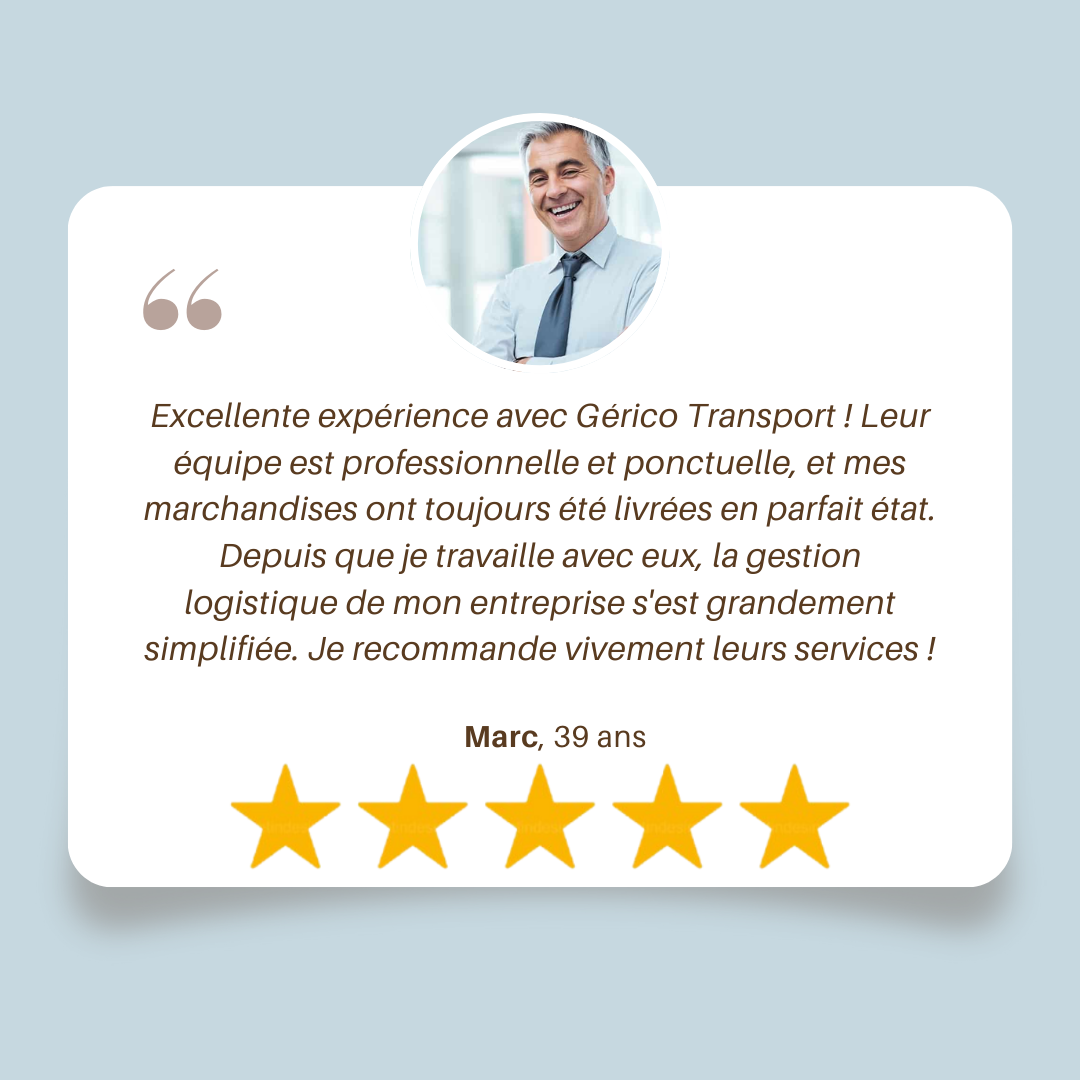 “
Excellente expérience avec Gérico Transport ! Leur
équipe est professionnelle et ponctuelle, et mes
marchandises ont toujours été livrées en parfait état.
Depuis que je travaille avec eux, la gestion
logistique de mon entreprise s'est grandement
simplifiée. Je recommande vivement leurs services !
Marc, 39 ans